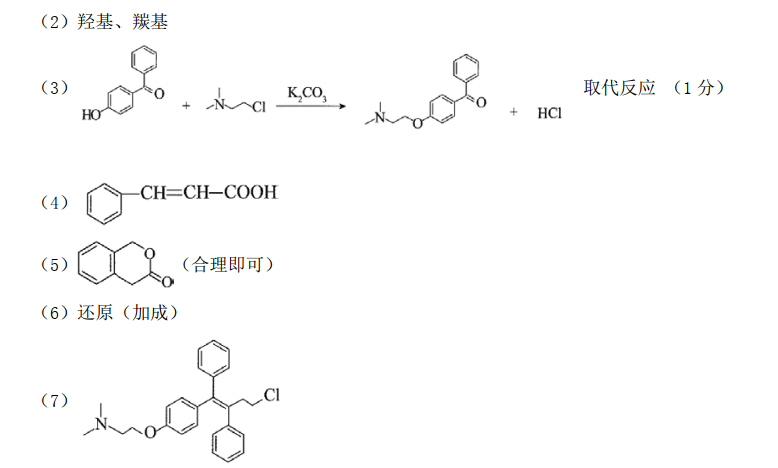 (2) 羟基、羰基
(3) HO O + N Cl K₂CO₃ N O O + HCl 取代反应 (1 分)
(4) CH=CH—COOH
(5) O O (合理即可)
(6) 还原 (加成)
(7) N O Cl